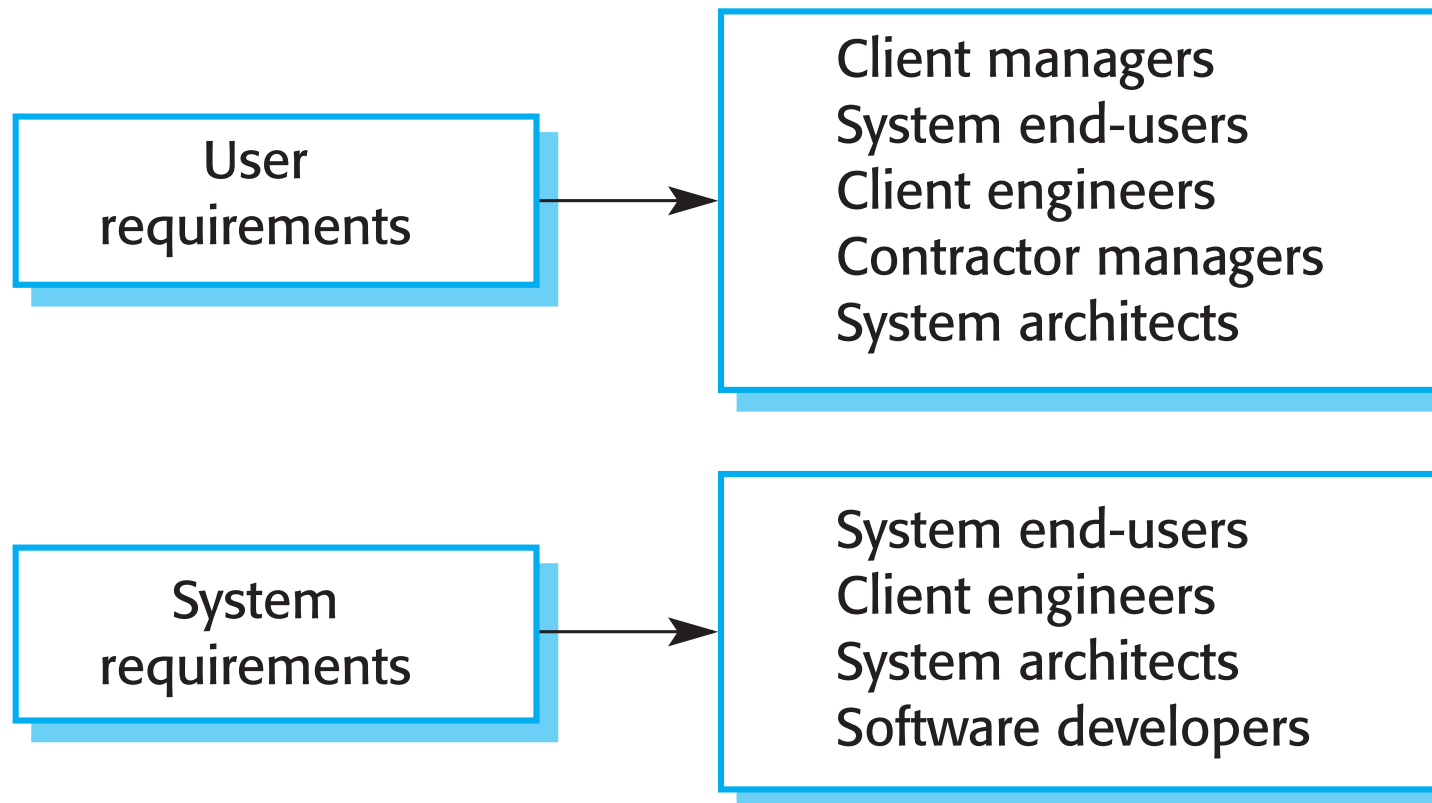 User
requirements
Client managers
System end-users
Client engineers
Contractor managers
System architects
System
requirements
System end-users
Client engineers
System architects
Software developers